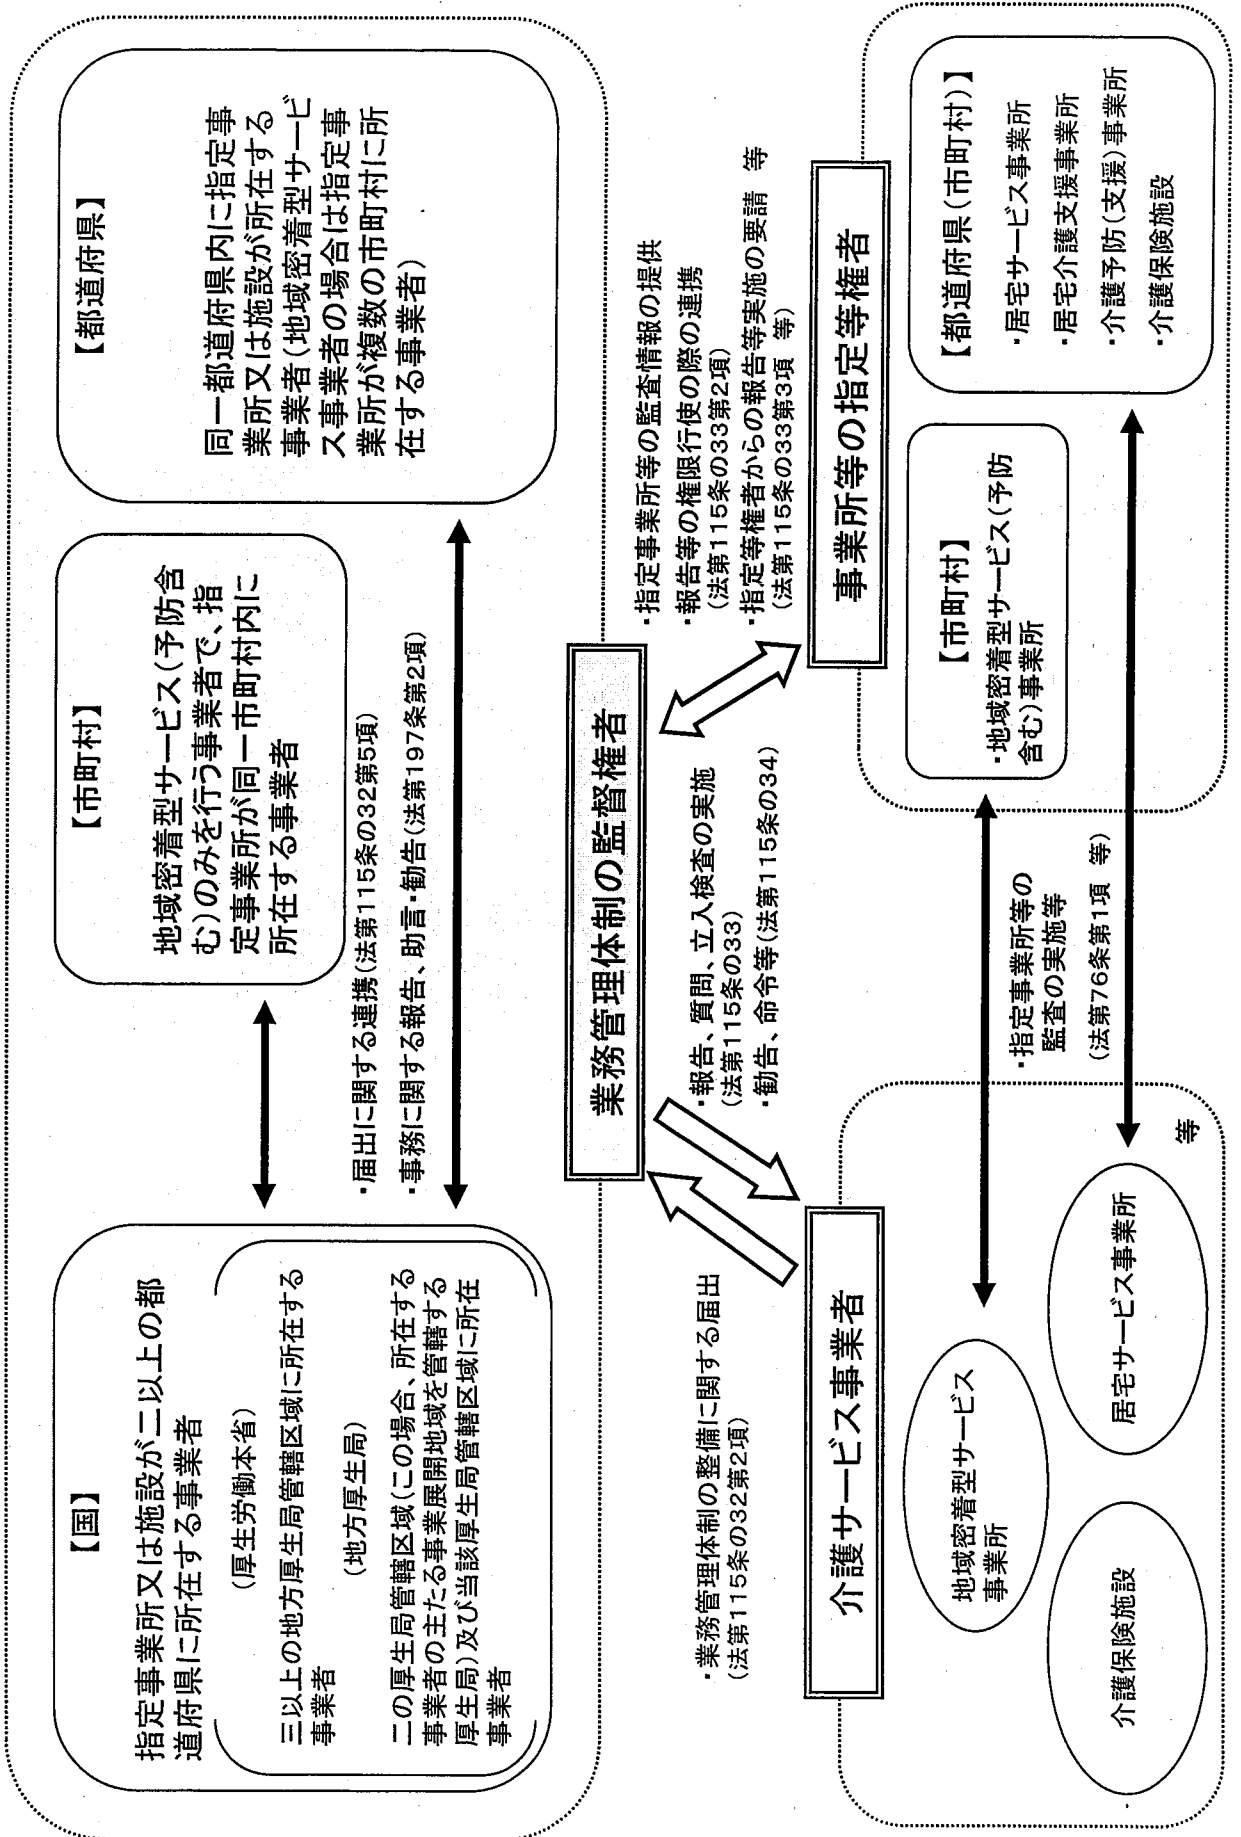 【国】
指定事業所又は施設が二以上の都
道府県に所在する事業者
(厚生労働本省)
三以上の地方厚生局管轄区域に所在する
事業者
(地方厚生局)
二の厚生局管轄区域(この場合、所在する
事業者の主たる事業展開地域を管轄する
厚生局)及び当該厚生局管轄区域に所在
事業者
【市町村】
地域密着型サービス(予防含
む)のみを行う事業者で、指
定事業所が同一市町村内に
所在する事業者
【都道府県】
同一都道府県内に指定事
業所又は施設が所在する
事業者(地域密着型サービ
ス事業者の場合は指定事
業所が複数の市町村に所
在する事業者)
・届出に関する連携(法第115条の32第5項)
・事務に関する報告、助言・勧告(法第197条第2項)
業務管理体制の監督権者
・業務管理体制の整備に関する届出
(法第115条の32第2項)
・報告、質問、立入検査の実施
(法第115条の33)
・勧告、命令等(法第115条の34)
・指定事業所等の監査情報の提供
・報告等の権限行使の際の連携
(法第115条の33第2項)
・指定等権者からの報告等実施の要請 等
(法第115条の33第3項 等)
介護サービス事業者
地域密着型サービス
事業所
介護保険施設
居宅サービス事業所
等
・指定事業所等の
監査の実施等
(法第76条第1項 等)
事業所等の指定等権者
【市町村】
・地域密着型サービス(予防
含む)事業所
【都道府県(市町村)】
・居宅サービス事業所
・居宅介護支援事業所
・介護予防(支援)事業所
・介護保険施設